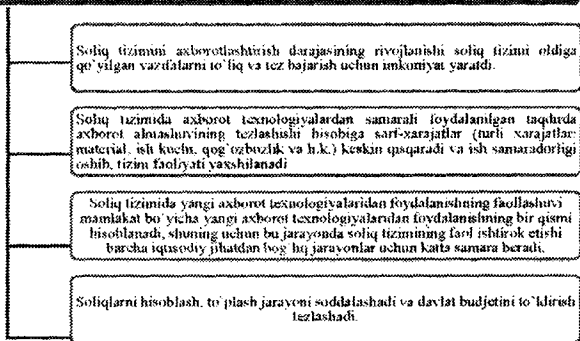 Soliq tizimini axborotlashtirish darajasining rivojlanishi soliq tizimi oldiga
qo`yilgan vazifalarni to`liq va tez bajarish uchun imkoniyat yaratdi.
Soliq tizimida axborot texnologiyalardan samarali foydalanilgan taqdirda
axborot almashuvining tezlashishi hisobiga sarf-xarajatlar (turli xarajatlar:
material, ish kuchi, qog`ozbozlik va h.k.) keskin qisqaradi va ish samaradorligi
oshib, tizim faoliyati yaxshilanadi
Soliq tizimida yangi axborot texnologiyalaridan foydalanishning faollashuvi
mamlakat bo`yicha yangi axborot texnologiyalaridan foydalanishning bir qismi
hisoblanadi, shuning uchun bu jarayonda soliq tizimining faol ishtirok etishi
barcha iqtisodiy jihatdan bog`liq jarayonlar uchun katta samara beradi.
Soliqlarni hisoblash, to`plash jarayoni soddalashadi va davlat budjetini to`ldirish
tezlashadi.